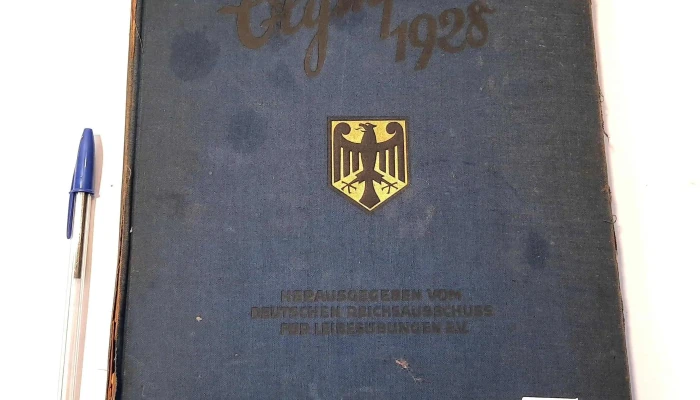 1928
HERAUSGEGEBEN VOM
DEUTSCHEN REICHSAUSSCHUSS
FÜR LEIBESÜBUNGEN E.V.